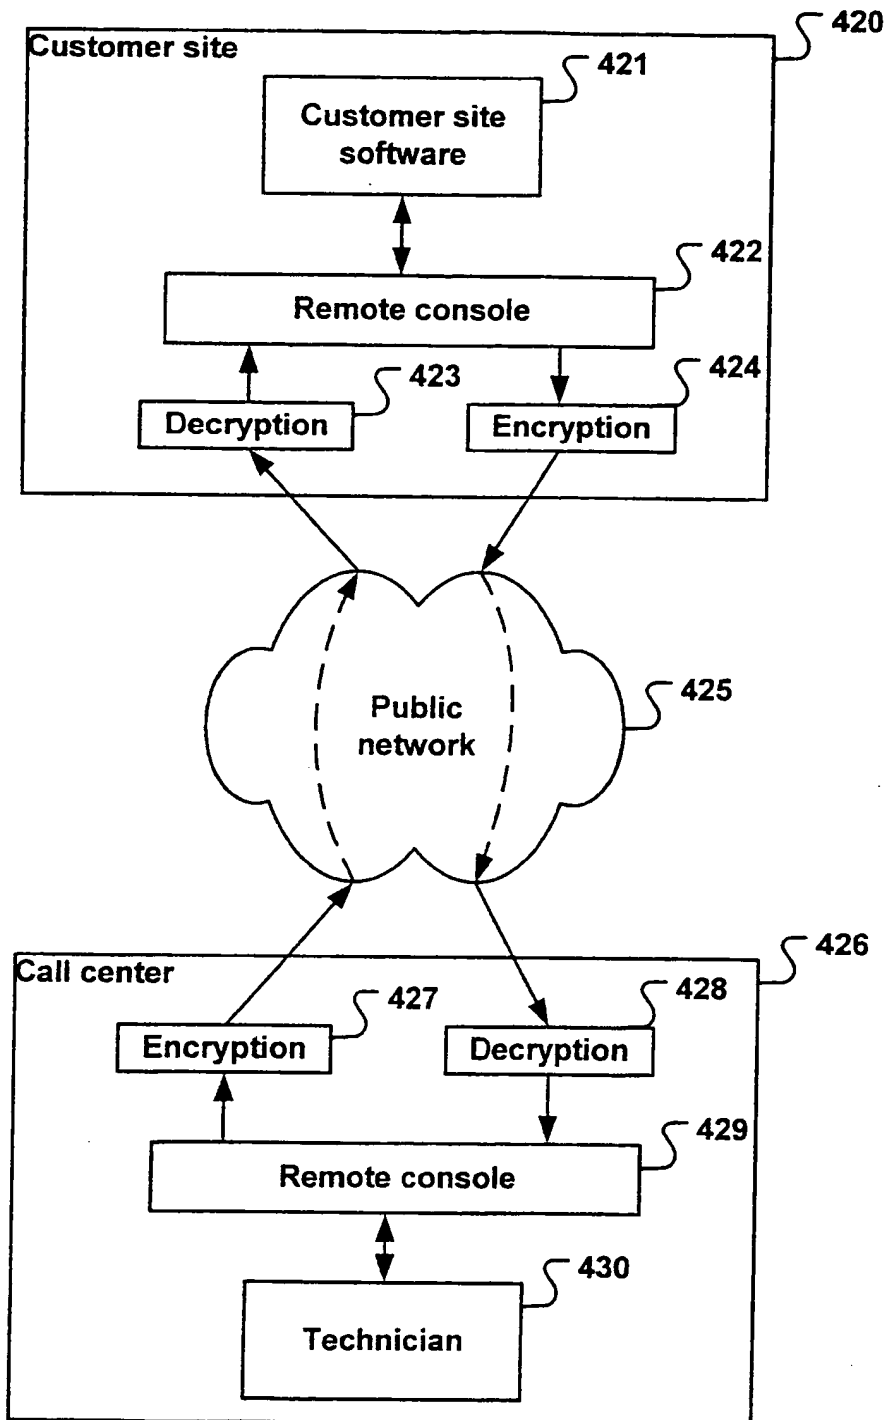 420
Customer site
421
Customer site
software
422
Remote console
423
424
Decryption
Encryption
425
Public
network
426
Call center
427
428
Encryption
Decryption
429
Remote console
430
Technician